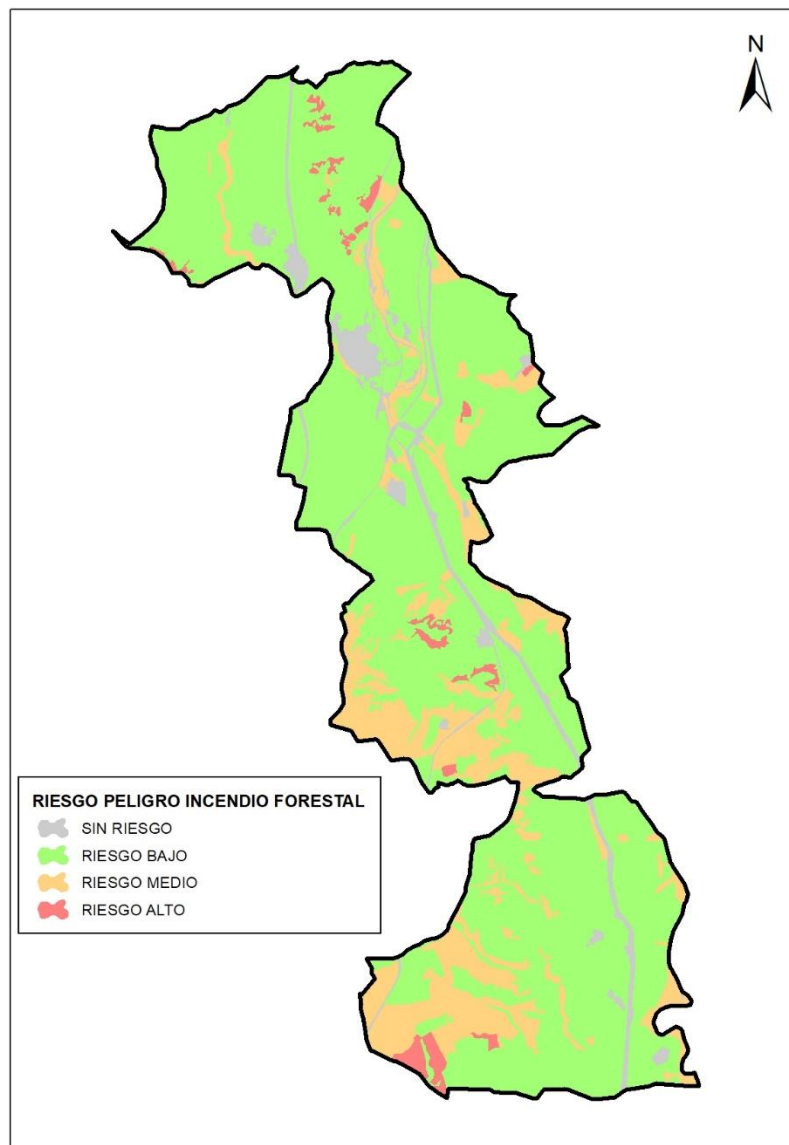 N
RIESGO PELIGRO INCENDIO FORESTAL
SIN RIESGO
RIESGO BAJO
RIESGO MEDIO
RIESGO ALTO